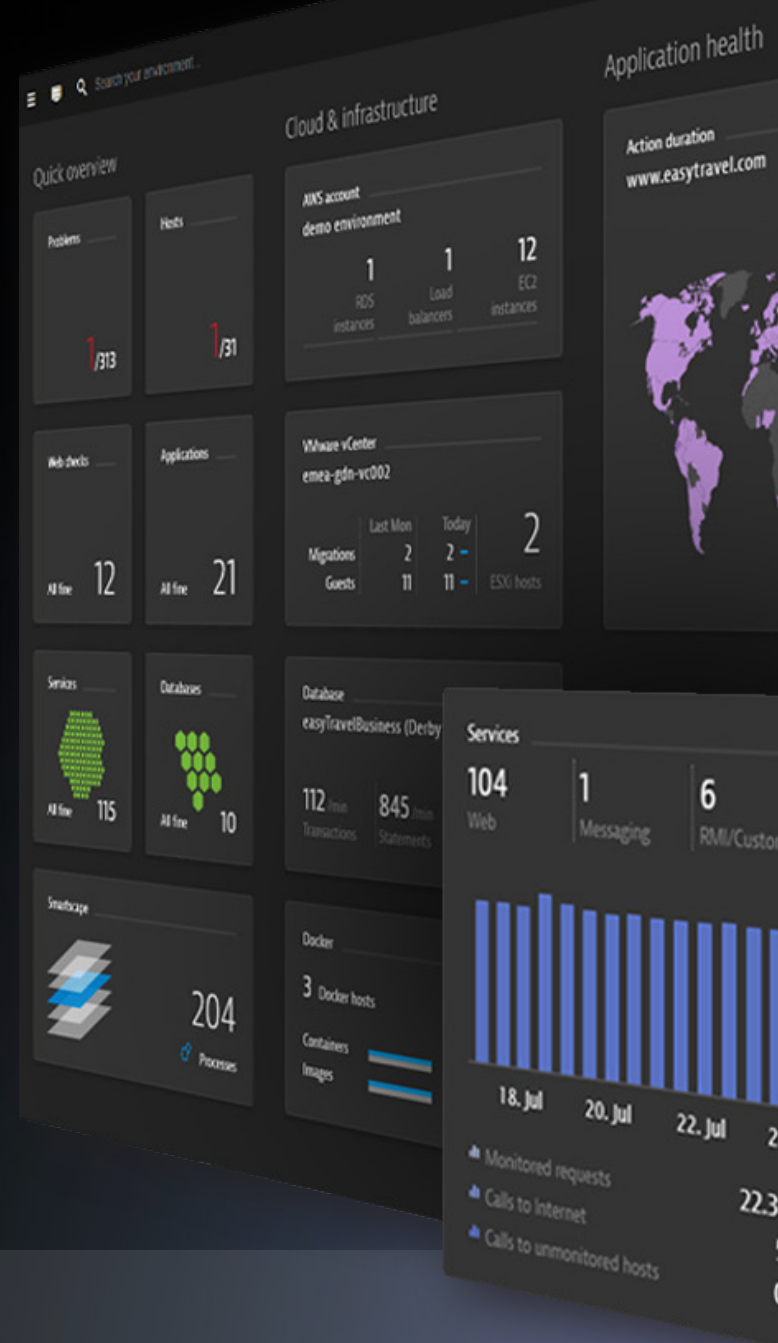 Search your environment...
Quick overview
Problems
1/313
Hosts
1/31
Web checks
All fine 12
Applications
All fine 21
Services
All fine 115
Databases
All fine 10
Smartscape
204
Processes
Cloud & infrastructure
AWS account
demo environment
1
RDS
instances
1
Load
balancers
12
EC2
instances
VMware vCenter
emea-gdn-vc002
Last Mon Today
Migrations 2 2
Guests 11 11
2
ESXi hosts
Database
easyTravelBusiness (Derby
112 /min
Transactions
845 /min
Statements
Docker
3 Docker hosts
Containers
Images
Application health
Action duration
www.easytravel.com
Services
104
Web
1
Messaging
6
RMI/Custom
18. Jul 20. Jul 22. Jul 2
Monitored requests 22.3
Calls to Internet
Calls to unmonitored hosts